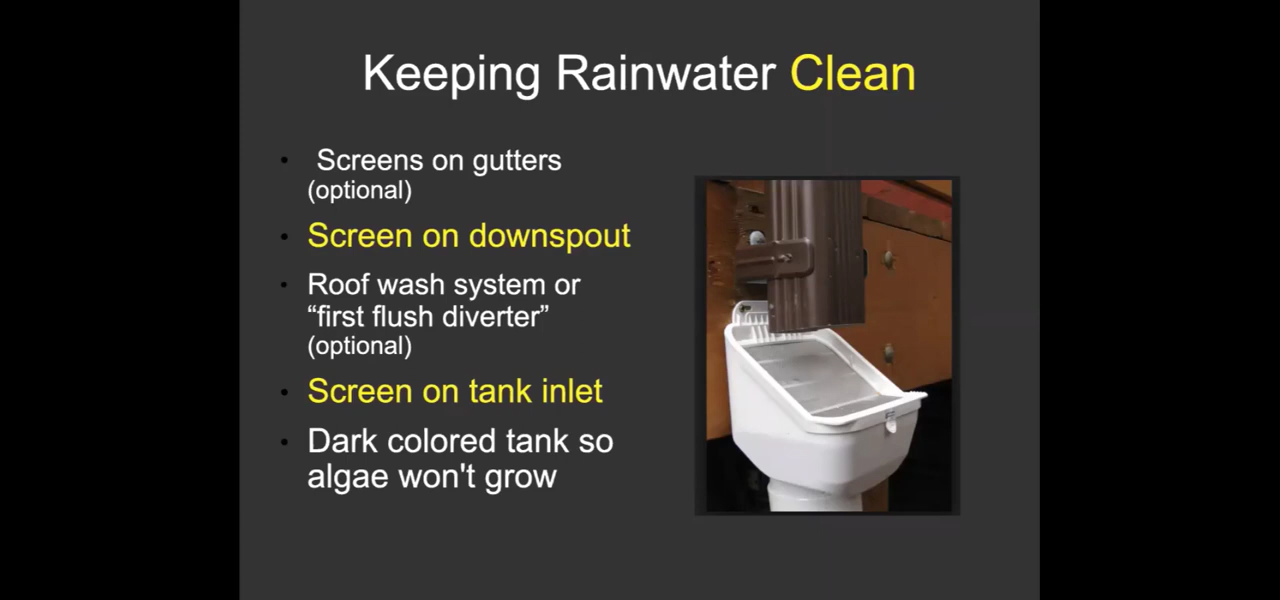 Keeping Rainwater Clean
• Screens on gutters
(optional)
• Screen on downspout
• Roof wash system or
“first flush diverter”
(optional)
• Screen on tank inlet
• Dark colored tank so
algae won't grow